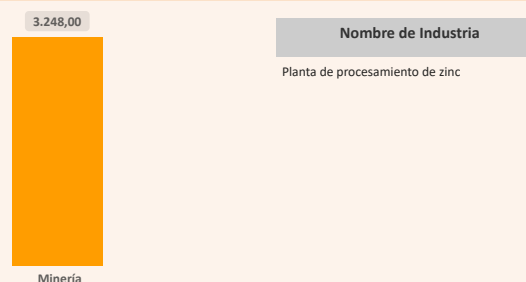 3.248,00
Nombre de Industria
Planta de procesamiento de zinc
Minería